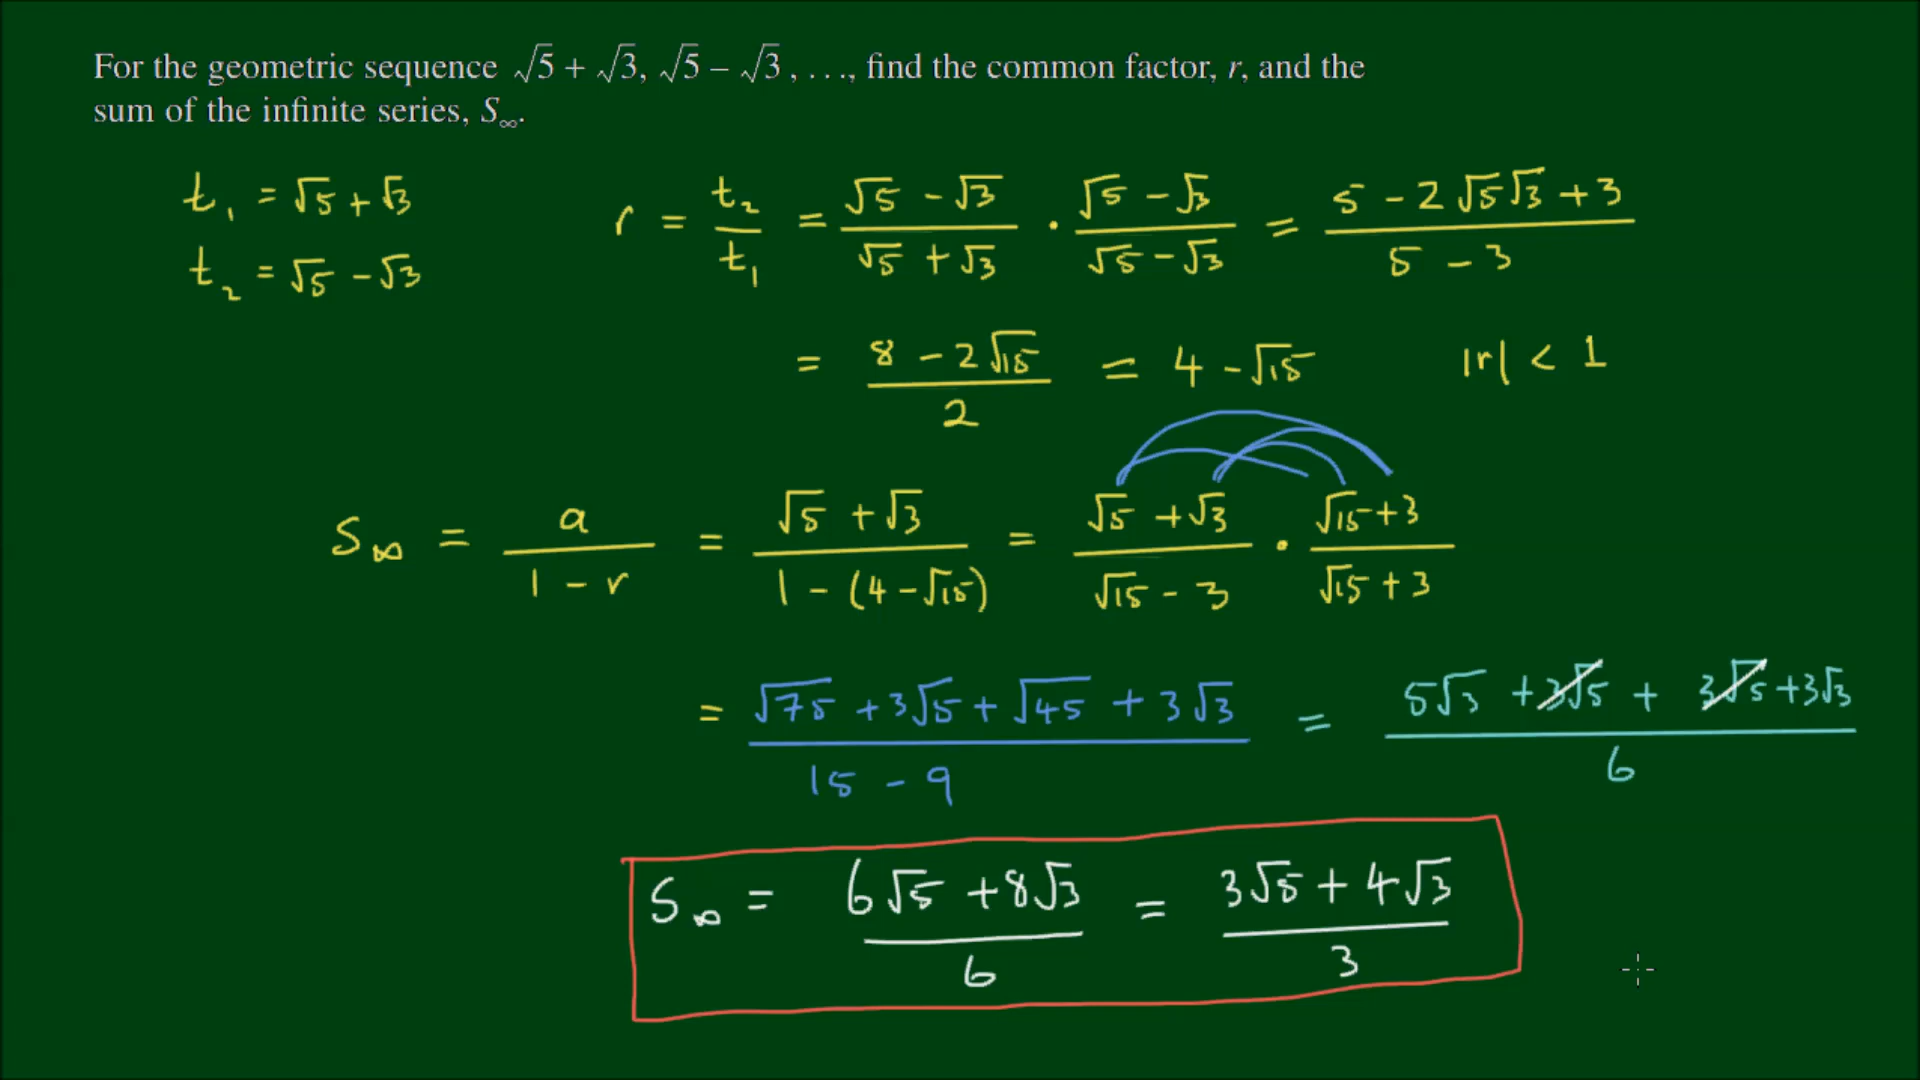 For the geometric sequence √5 + √3, √5 − √3, …, find the common factor, r, and the
sum of the infinite series, S∞.
t₁ = √5 + √3
t₂ = √5 − √3
r = t₂/t₁ = (√5 − √3)/(√5 + √3) · (√5 − √3)/(√5 − √3) = (5 − 2√5√3 + 3)/(5 − 3)
= (8 − 2√15)/2 = 4 − √15 |r| < 1
S∞ = a/(1 − r) = (√5 + √3)/(1 − (4 − √15)) = (√5 + √3)/(√15 − 3) · (√15 + 3)/(√15 + 3)
= (√75 + 3√5 + √45 + 3√3)/(15 − 9) = (5√3 + 3√5 + 3√5 + 3√3)/6
S∞ = (6√5 + 8√3)/6 = (3√5 + 4√3)/3